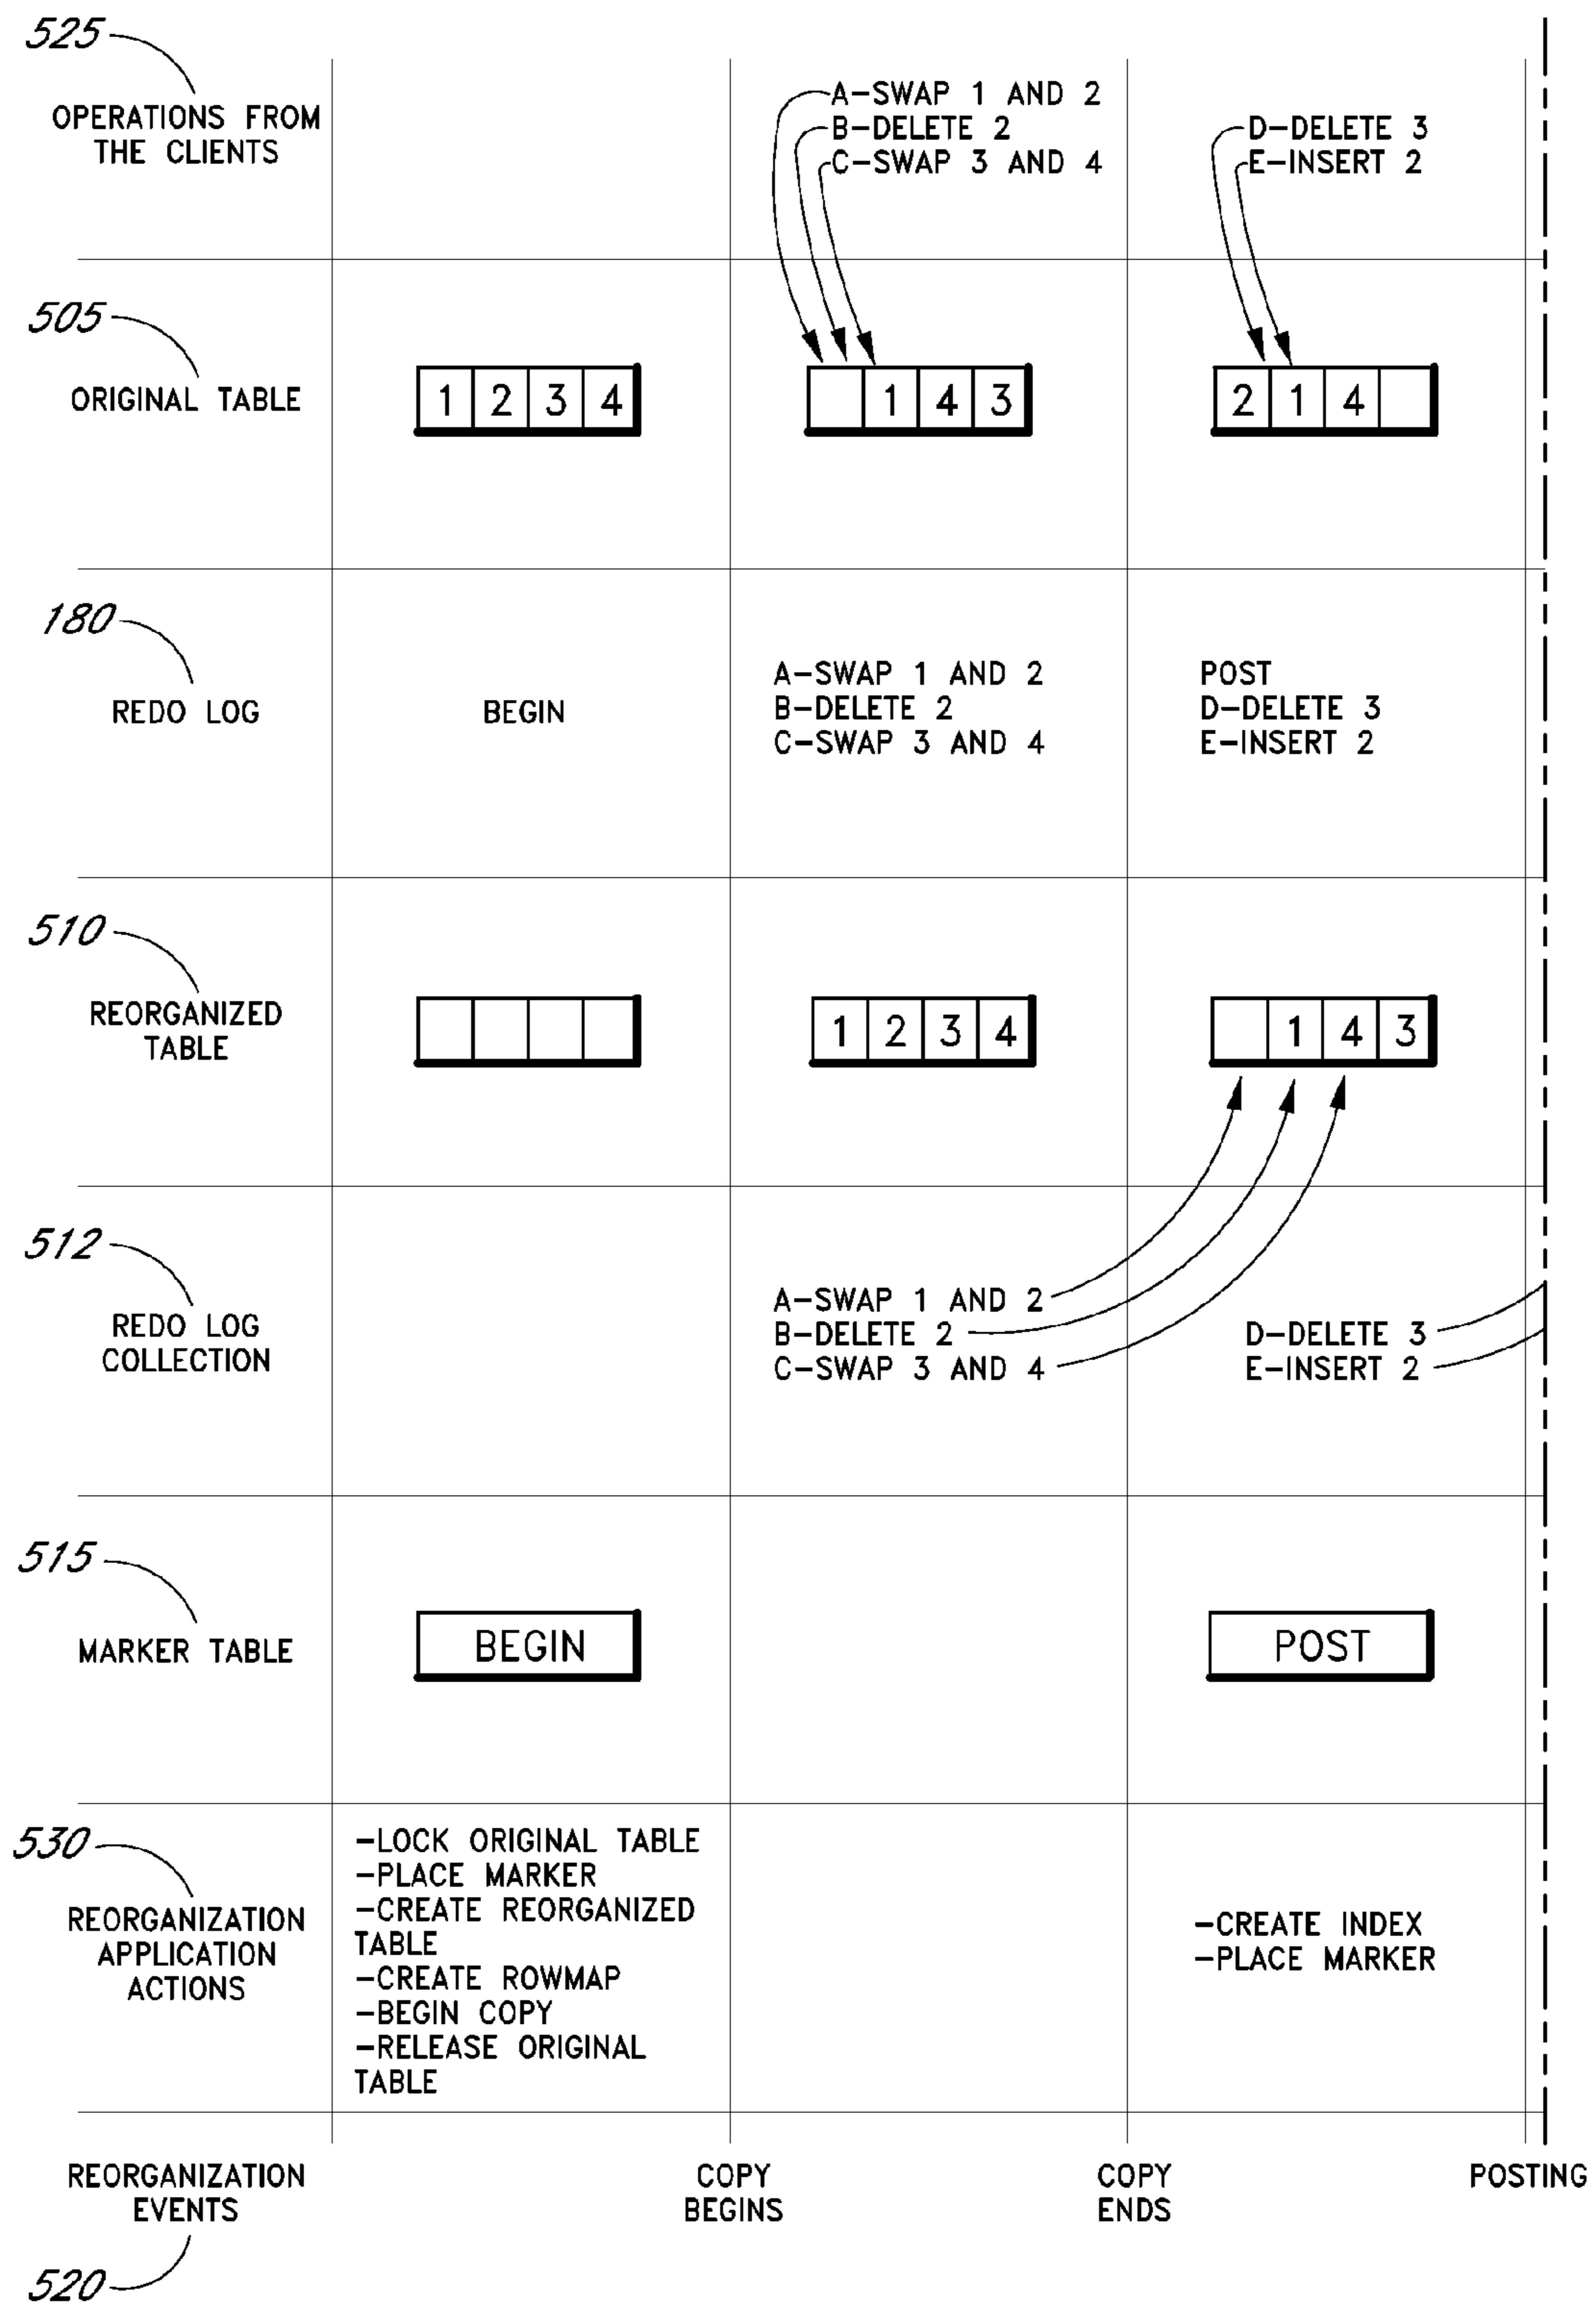 525
OPERATIONS FROM
THE CLIENTS
A-SWAP 1 AND 2
B-DELETE 2
C-SWAP 3 AND 4
D-DELETE 3
E-INSERT 2
505
ORIGINAL TABLE
1 2 3 4
1 4 3
2 1 4
180
REDO LOG
BEGIN
A-SWAP 1 AND 2
B-DELETE 2
C-SWAP 3 AND 4
POST
D-DELETE 3
E-INSERT 2
510
REORGANIZED
TABLE
1 2 3 4
1 4 3
512
REDO LOG
COLLECTION
A-SWAP 1 AND 2
B-DELETE 2
C-SWAP 3 AND 4
D-DELETE 3
E-INSERT 2
515
MARKER TABLE
BEGIN
POST
530
REORGANIZATION
APPLICATION
ACTIONS
-LOCK ORIGINAL TABLE
-PLACE MARKER
-CREATE REORGANIZED
TABLE
-CREATE ROWMAP
-BEGIN COPY
-RELEASE ORIGINAL
TABLE
-CREATE INDEX
-PLACE MARKER
REORGANIZATION
EVENTS
COPY
BEGINS
COPY
ENDS
POSTING
520